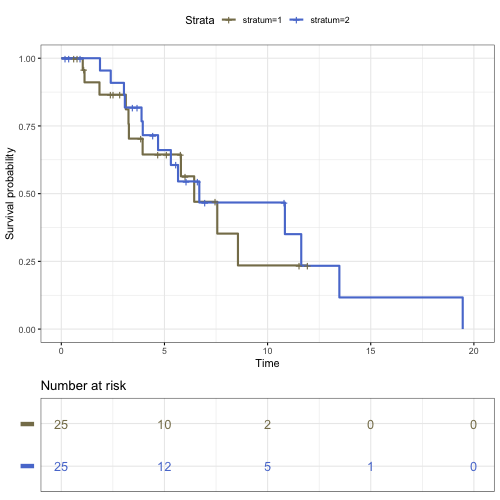 Strata stratum=1 stratum=2
Survival probability
1.00
0.75
0.50
0.25
0.00
0 5 10 15 20
Time
Number at risk
25 10 2 0 0
25 12 5 1 0